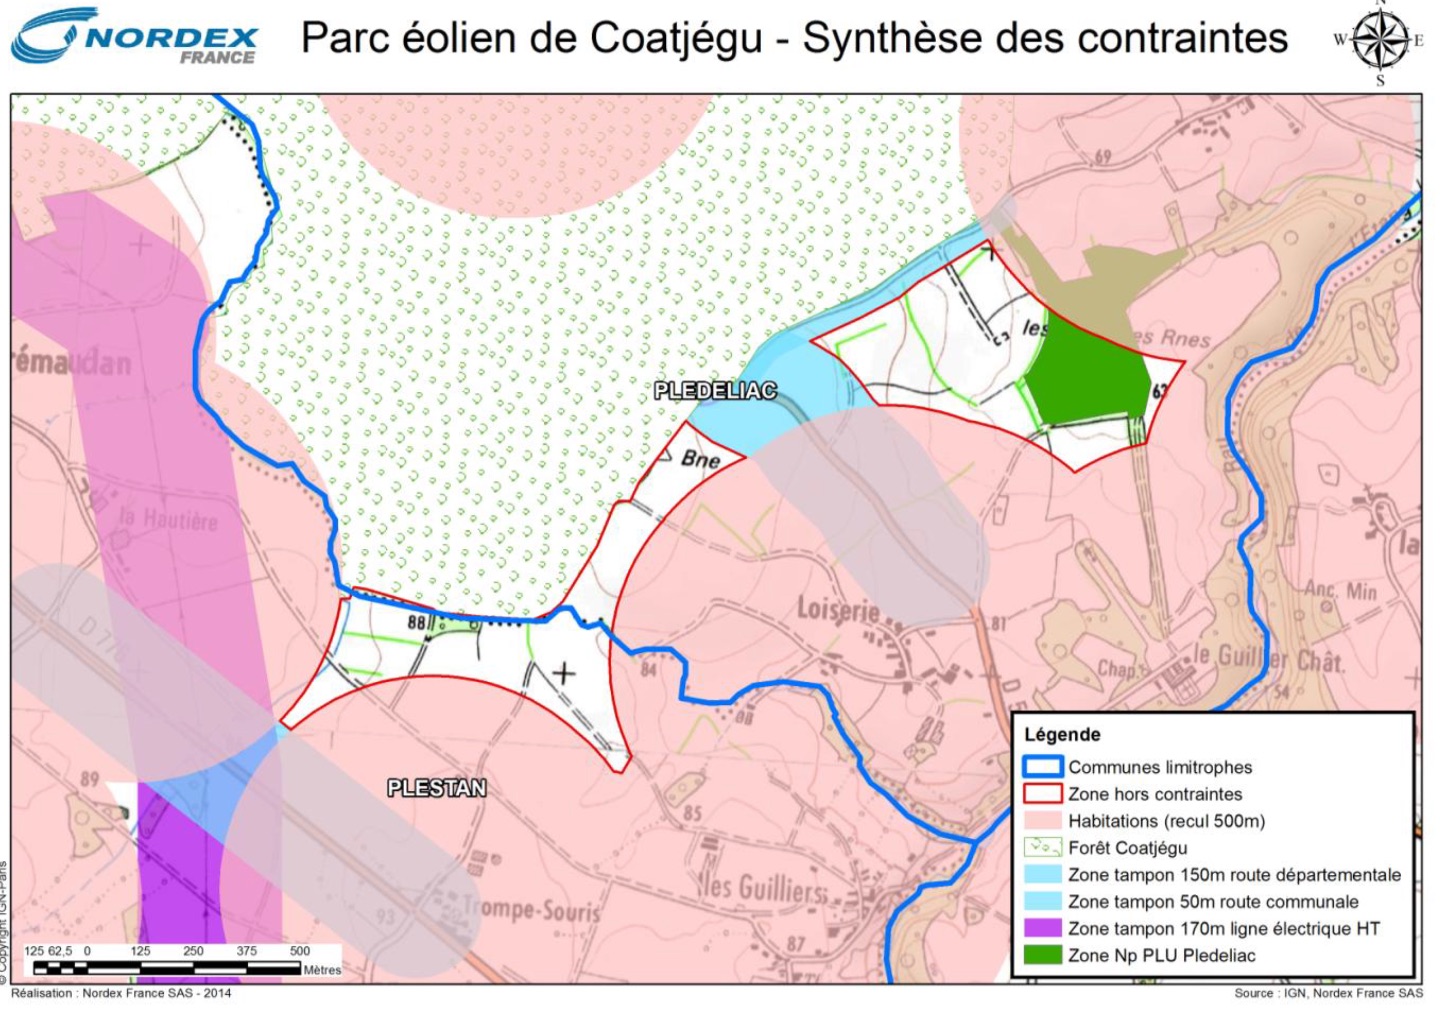 NORDEX
FRANCE
Parc éolien de Coatjégu - Synthèse des contraintes
N
W
E
S
69
rémaudan
PLEDELIAC
les
es Rnes
63
Bne
la Hautière
D 776
88
Loiserie
81
Anc. Min
la
84
Chap.
le Guillier Chât.
54
88
D
PLESTAN
89
85
les Guilliers
Trompe-Souris
93
87
Légende
Communes limitrophes
Zone hors contraintes
Habitations (recul 500m)
Forêt Coatjégu
Zone tampon 150m route départementale
Zone tampon 50m route communale
Zone tampon 170m ligne électrique HT
Zone Np PLU Pledeliac
125 62,5 0 125 250 375 500
Mètres
© Copyright IGN-Paris
Réalisation : Nordex France SAS - 2014
Source : IGN, Nordex France SAS